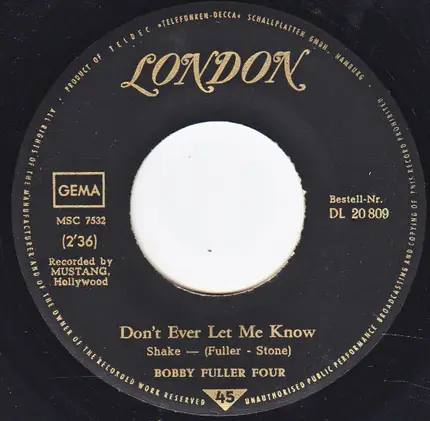 PRODUCT OF TELDEC »TELEFUNKEN-DECCA« SCHALLPLATTEN GMBH. HAMBURG
LONDON
GEMA
MSC 7532
(2'36)
Recorded by
MUSTANG,
Hollywood
Bestell-Nr.
DL 20 809
Don't Ever Let Me Know
Shake — (Fuller - Stone)
BOBBY FULLER FOUR
45
ALL RIGHTS OF THE MANUFACTURER AND OF THE OWNER OF THE RECORDED WORK RESERVED
UNAUTHORISED PUBLIC PERFORMANCE BROADCASTING AND COPYING OF THIS RECORD PROHIBITED